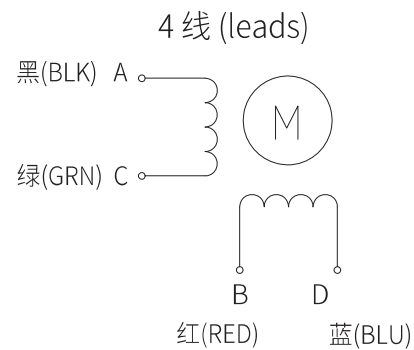 4 线 (leads)
黑(BLK) A
M
绿(GRN) C
B D
红(RED) 蓝(BLU)